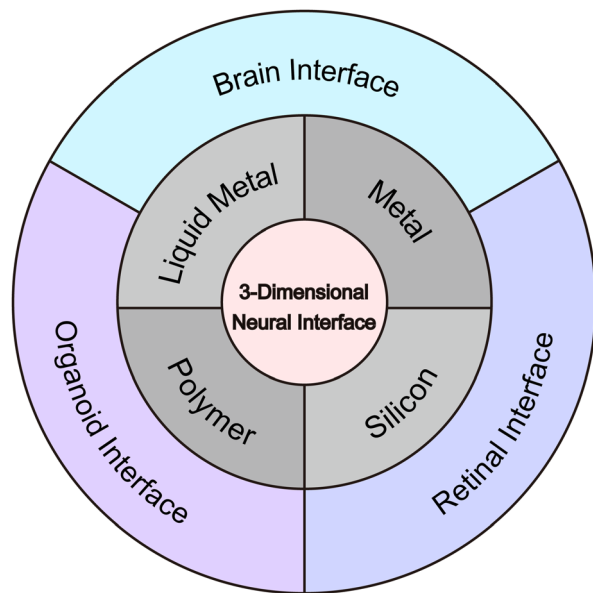 Brain Interface
Liquid Metal
Metal
3-Dimensional
Neural Interface
Polymer
Silicon
Organoid Interface
Retinal Interface